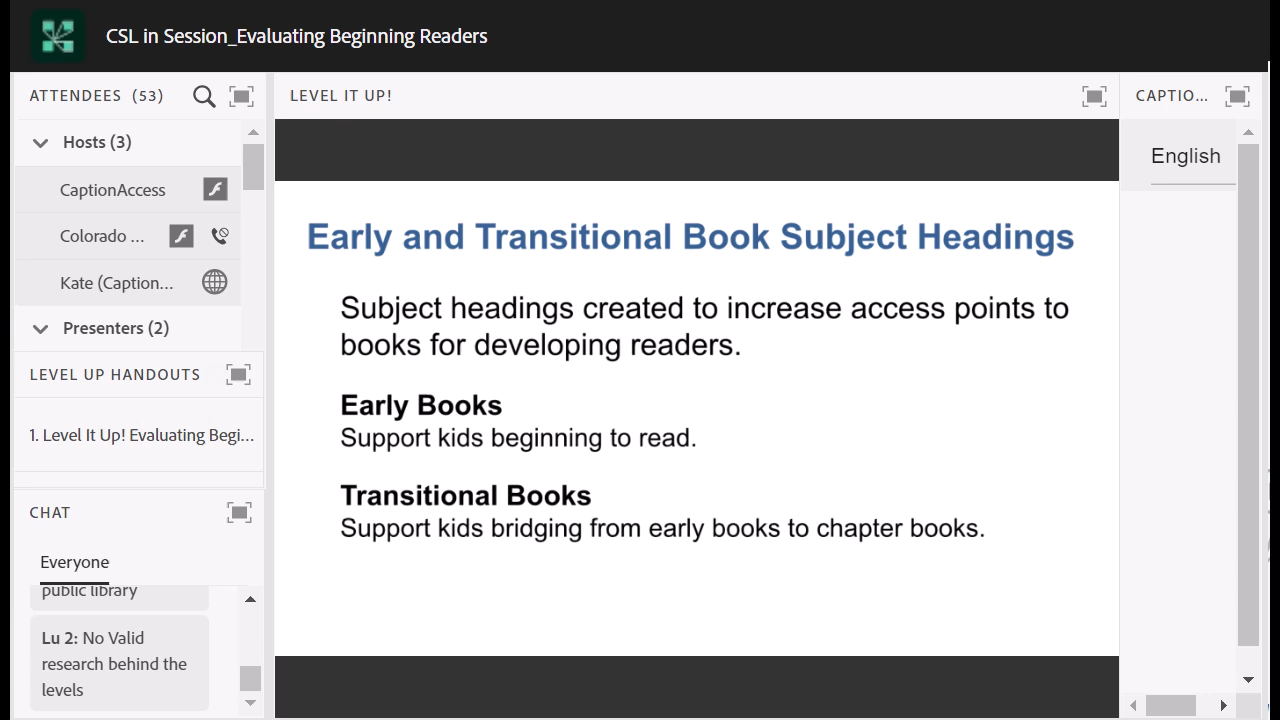 CSL in Session_Evaluating Beginning Readers
ATTENDEES (53)
Hosts (3)
CaptionAccess
Colorado ...
Kate (Caption...
Presenters (2)
LEVEL UP HANDOUTS
1. Level It Up! Evaluating Begi...
CHAT
Everyone
public library
Lu 2: No Valid
research behind the
levels
LEVEL IT UP!
Early and Transitional Book Subject Headings
Subject headings created to increase access points to
books for developing readers.
Early Books
Support kids beginning to read.
Transitional Books
Support kids bridging from early books to chapter books.
CAPTIO...
English